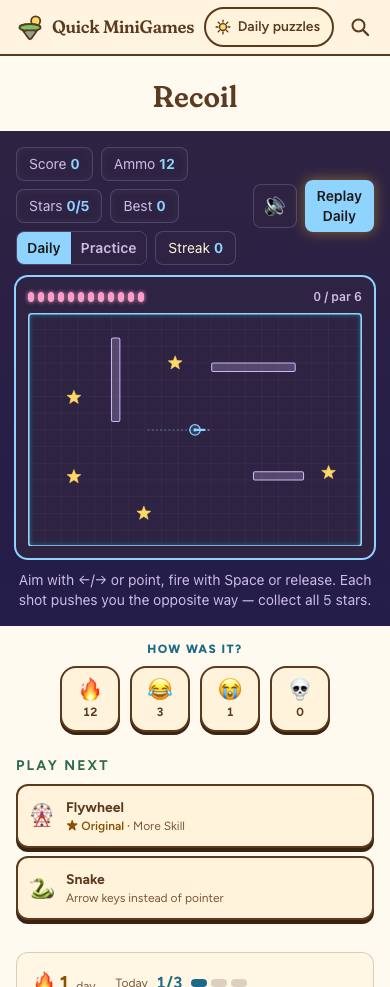 Quick MiniGames
Daily puzzles
Recoil
Score 0
Ammo 12
Stars 0/5
Best 0
Replay
Daily
Daily
Practice
Streak 0
0 / par 6
Aim with ←/→ or point, fire with Space or release. Each
shot pushes you the opposite way — collect all 5 stars.
HOW WAS IT?
12
3
1
0
PLAY NEXT
Flywheel
Original · More Skill
Snake
Arrow keys instead of pointer
1 day
Today 1/3